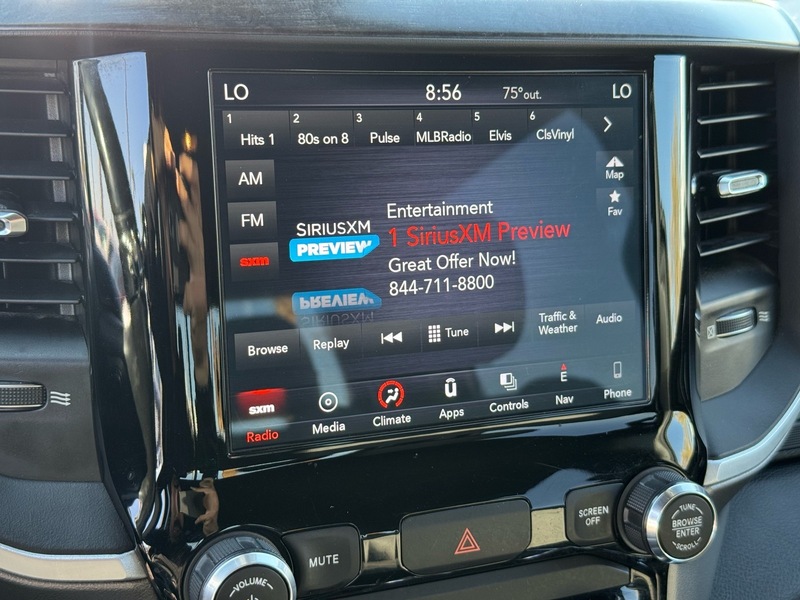 LO 8:56 75°out. LO
1 Hits 1 2 80s on 8 3 Pulse 4 MLBRadio 5 Elvis 6 ClsVinyl
AM
Map
FM
Fav
sxm
SIRIUSXM
PREVIEW
Entertainment
1 SiriusXM Preview
Great Offer Now!
844-711-8800
PREVIEW
SIRIUSXM
Browse Replay Tune Traffic & Weather Audio
sxm
Radio Media Climate Apps Controls E Nav Phone
VOLUME
MUTE
SCREEN
OFF
TUNE
BROWSE
ENTER
SCROLL